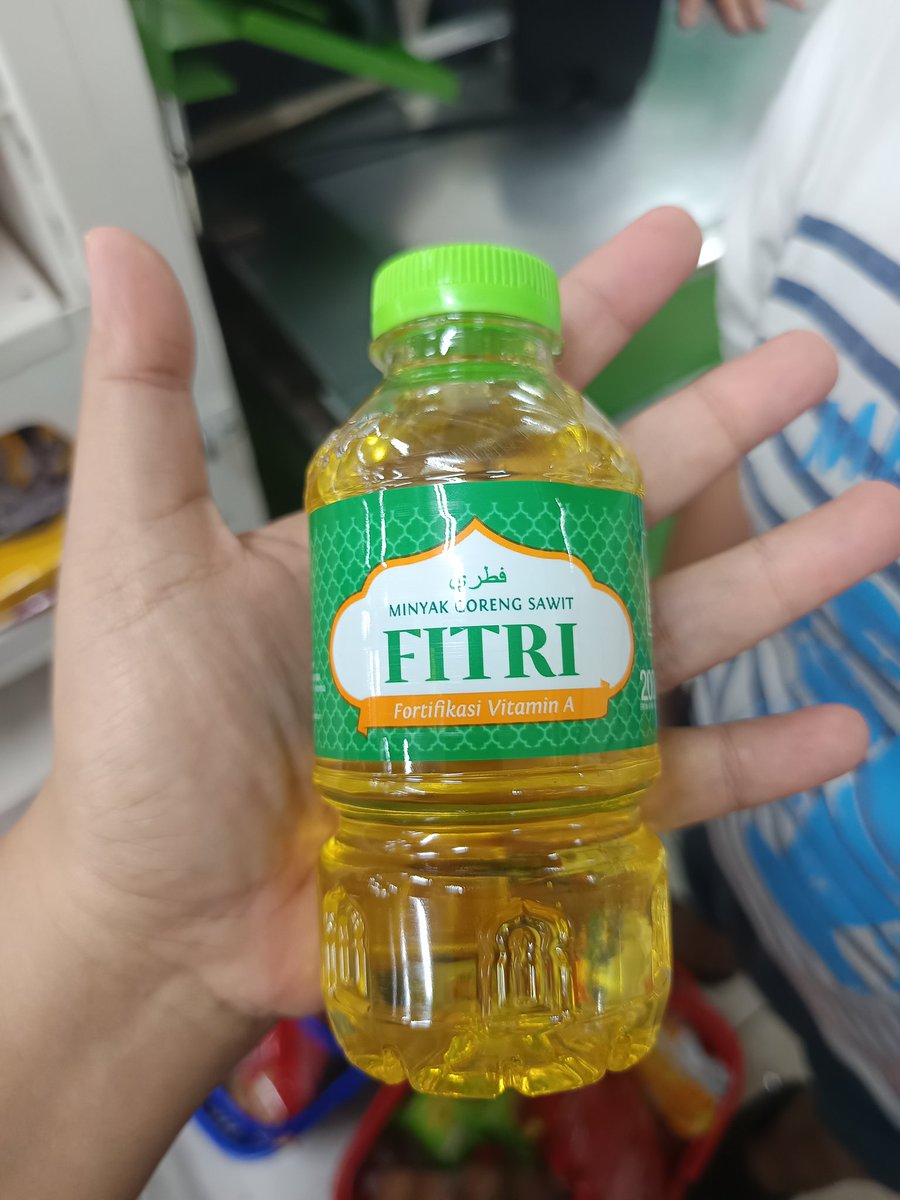 فطري
MINYAK GORENG SAWIT
FITRI
Fortifikasi Vitamin A